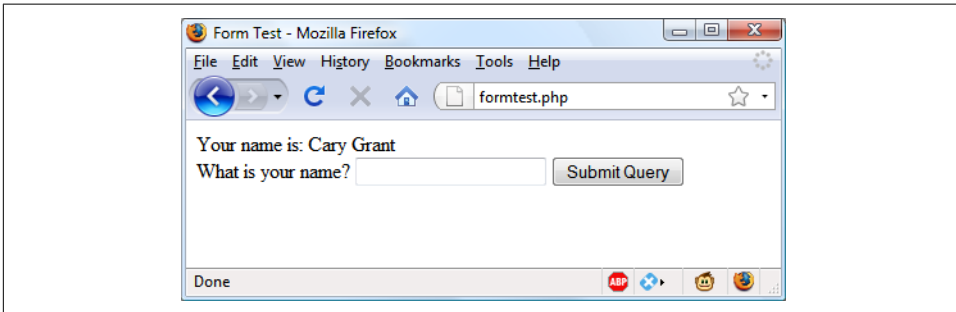 Form Test - Mozilla Firefox
File Edit View History Bookmarks Tools Help
formtest.php
Your name is: Cary Grant
What is your name? Submit Query
Done ABP